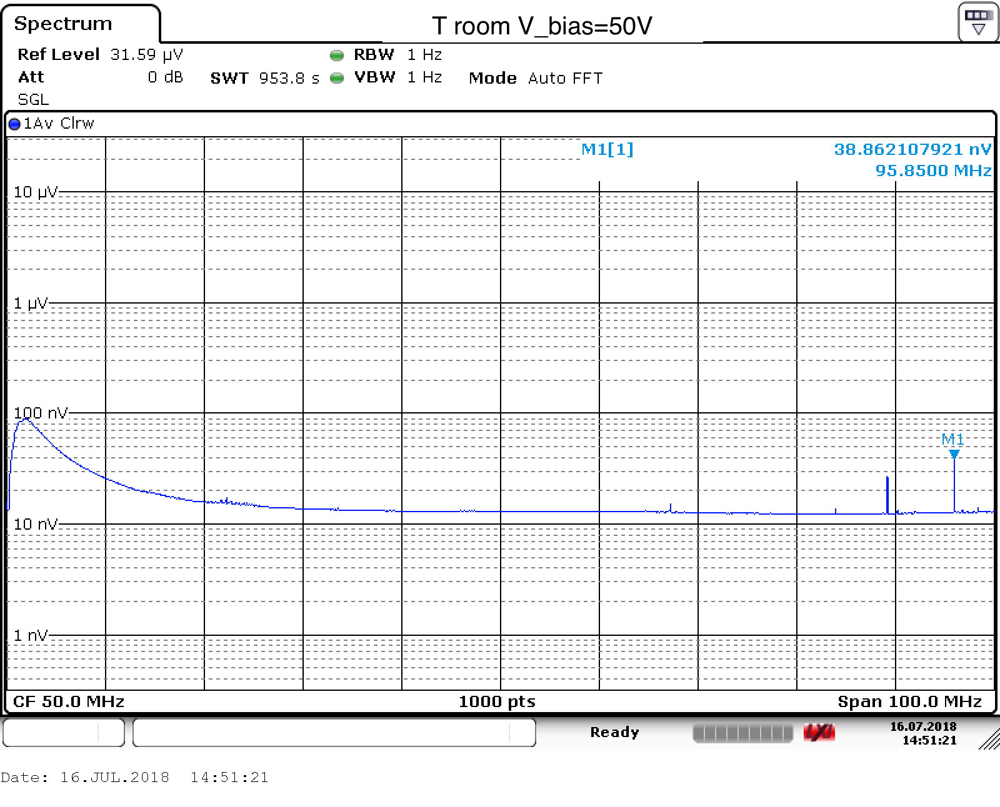 Spectrum
T room V_bias=50V
Ref Level 31.59 µV RBW 1 Hz
Att 0 dB SWT 953.8 s VBW 1 Hz Mode Auto FFT
SGL
1Av Clrw
M1[1] 38.862107921 nV
95.8500 MHz
10 µV
1 µV
100 nV
M1
10 nV
1 nV
CF 50.0 MHz 1000 pts Span 100.0 MHz
Ready LXI 16.07.2018
14:51:21
Date: 16.JUL.2018 14:51:21